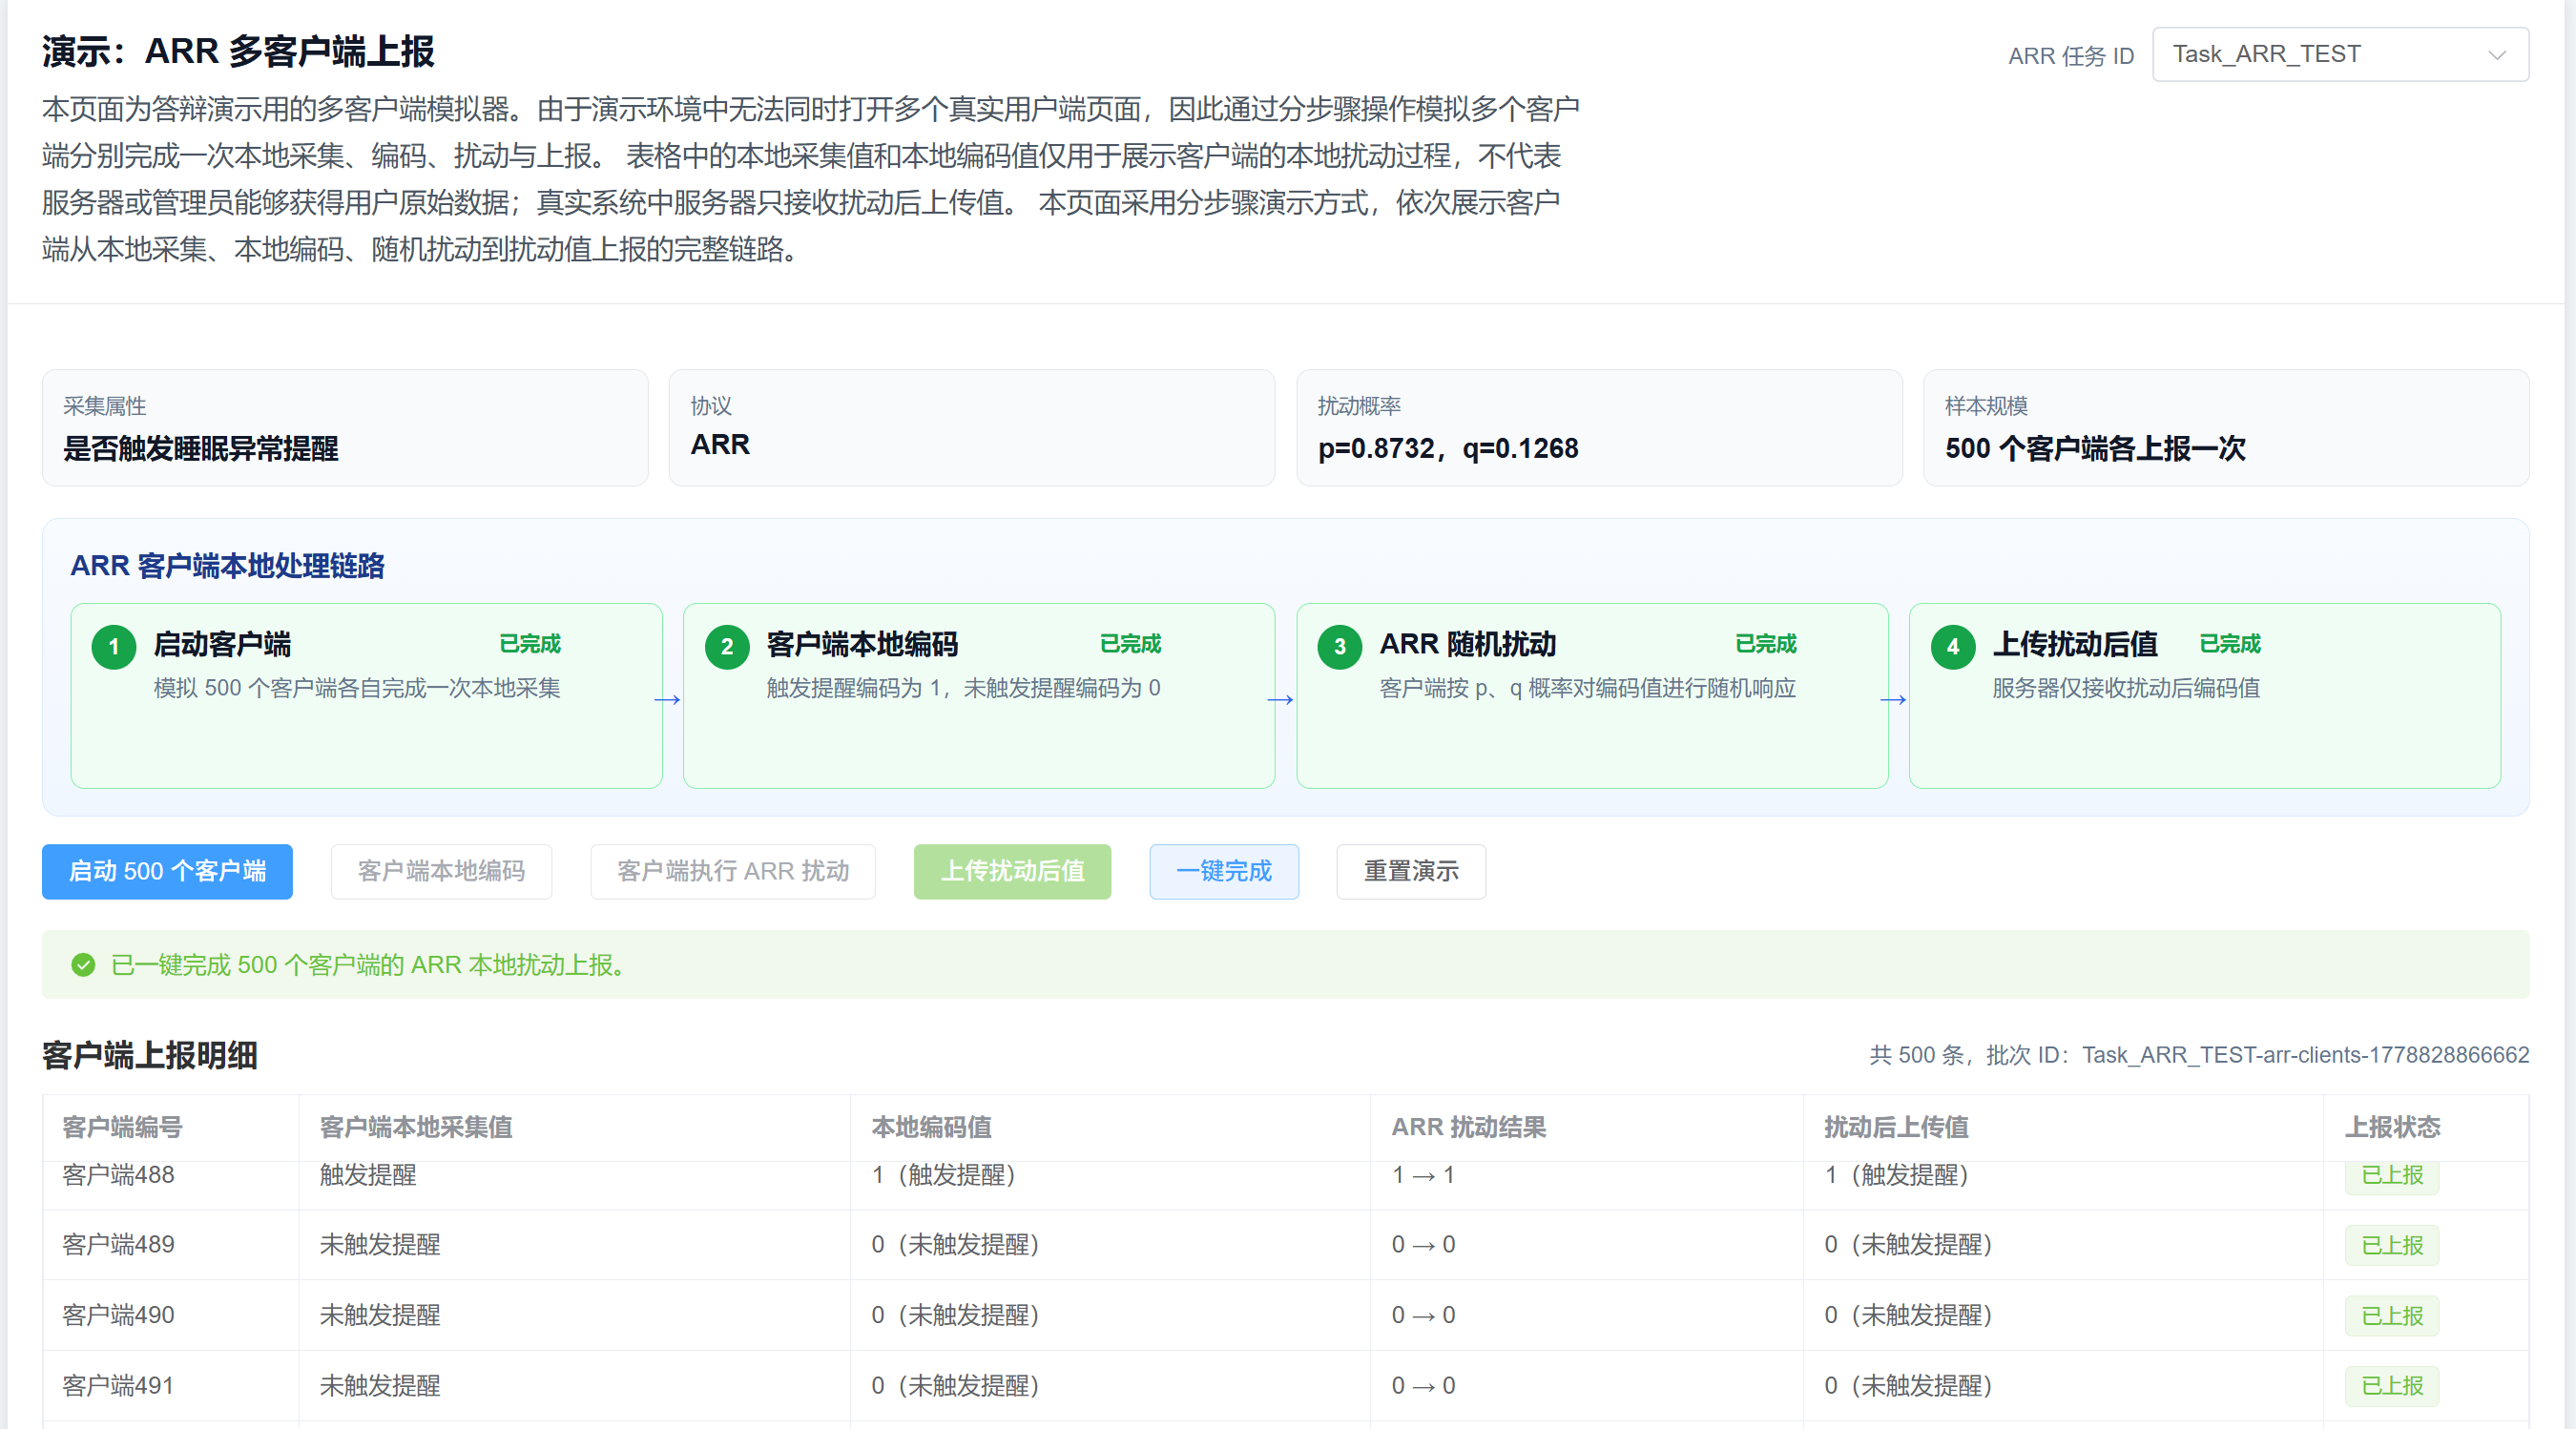 演示：ARR 多客户端上报
ARR 任务 ID
Task_ARR_TEST
本页面为答辩演示用的多客户端模拟器。由于演示环境中无法同时打开多个真实用户端页面，因此通过分步骤操作模拟多个客户
端分别完成一次本地采集、编码、扰动与上报。 表格中的本地采集值和本地编码值仅用于展示客户端的本地扰动过程，不代表
服务器或管理员能够获得用户原始数据；真实系统中服务器只接收扰动后上传值。 本页面采用分步骤演示方式，依次展示客户
端从本地采集、本地编码、随机扰动到扰动值上报的完整链路。
采集属性
是否触发睡眠异常提醒
协议
ARR
扰动概率
p=0.8732，q=0.1268
样本规模
500 个客户端各上报一次
ARR 客户端本地处理链路
1 启动客户端 已完成
模拟 500 个客户端各自完成一次本地采集
→
2 客户端本地编码 已完成
触发提醒编码为 1，未触发提醒编码为 0
→
3 ARR 随机扰动 已完成
客户端按 p、q 概率对编码值进行随机响应
→
4 上传扰动后值 已完成
服务器仅接收扰动后编码值
启动 500 个客户端 客户端本地编码 客户端执行 ARR 扰动 上传扰动后值 一键完成 重置演示
已一键完成 500 个客户端的 ARR 本地扰动上报。
客户端上报明细
共 500 条，批次 ID：Task_ARR_TEST-arr-clients-1778828866662
客户端编号 客户端本地采集值 本地编码值 ARR 扰动结果 扰动后上传值 上报状态
客户端488 触发提醒 1（触发提醒） 1 → 1 1（触发提醒） 已上报
客户端489 未触发提醒 0（未触发提醒） 0 → 0 0（未触发提醒） 已上报
客户端490 未触发提醒 0（未触发提醒） 0 → 0 0（未触发提醒） 已上报
客户端491 未触发提醒 0（未触发提醒） 0 → 0 0（未触发提醒） 已上报